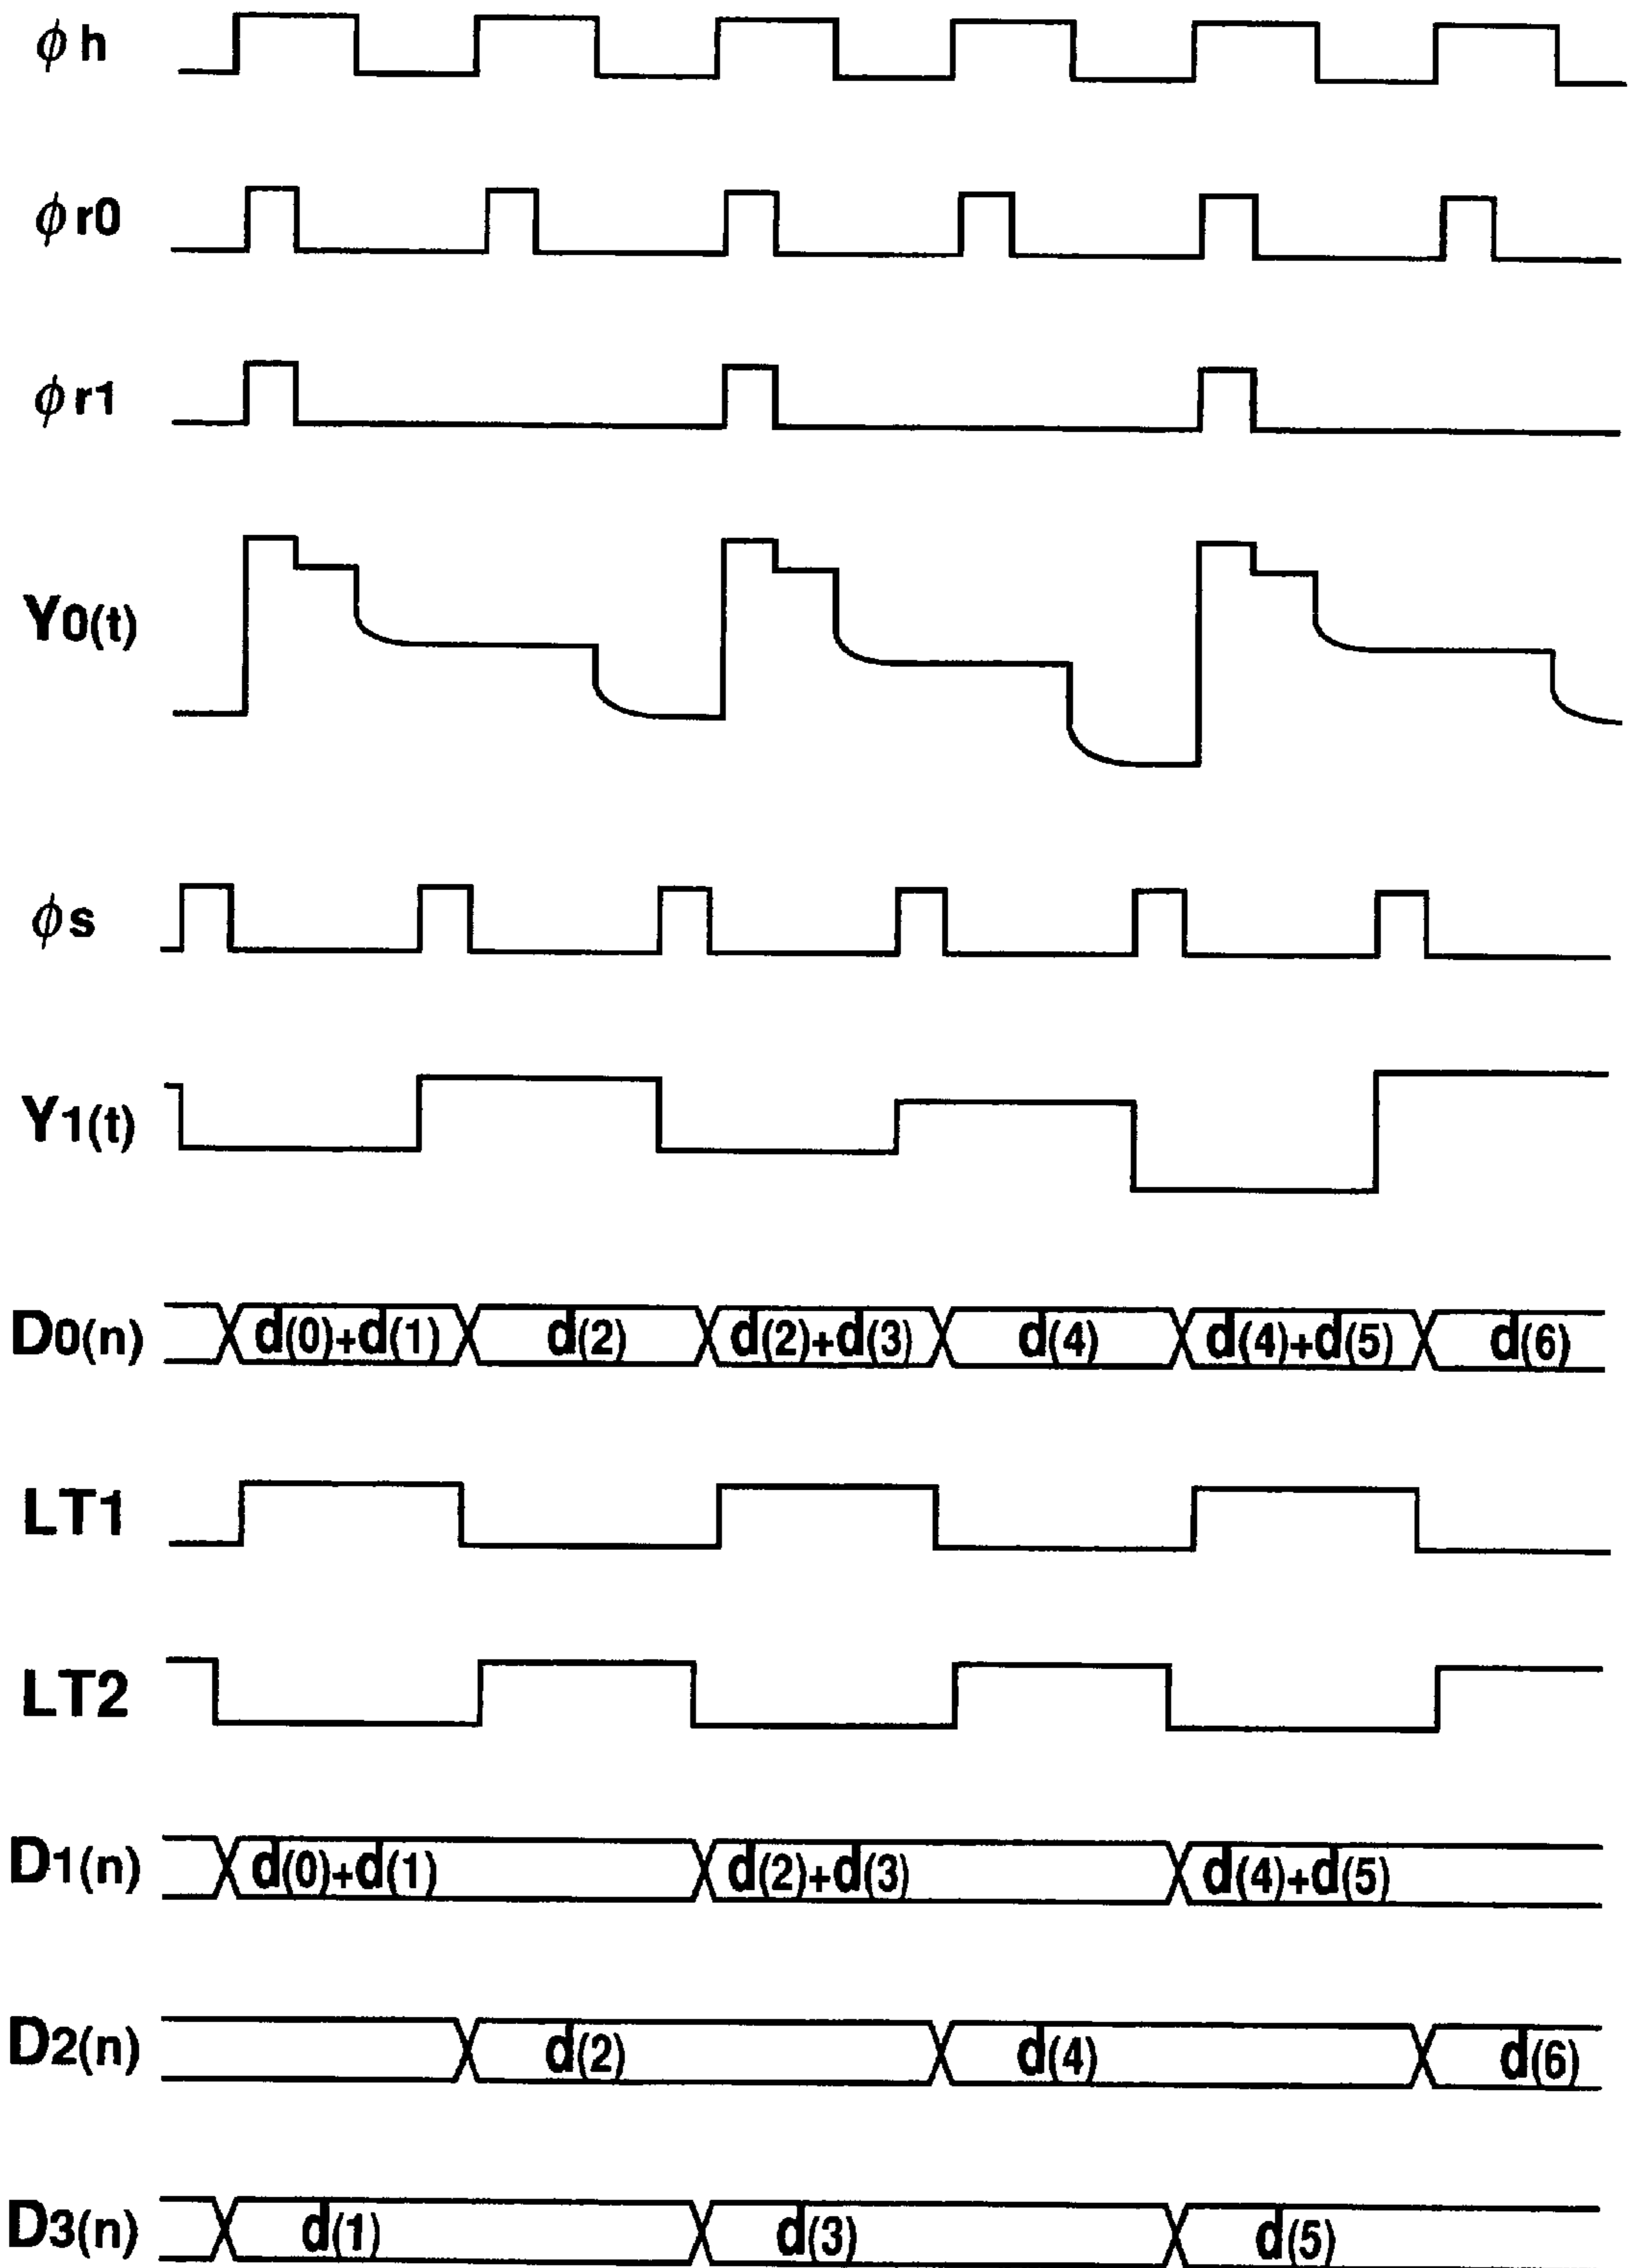 ϕh
ϕr0
ϕr1
Y0(t)
ϕs
Y1(t)
D0(n) d(0)+d(1) d(2) d(2)+d(3) d(4) d(4)+d(5) d(6)
LT1
LT2
D1(n) d(0)+d(1) d(2)+d(3) d(4)+d(5)
D2(n) d(2) d(4) d(6)
D3(n) d(1) d(3) d(5)